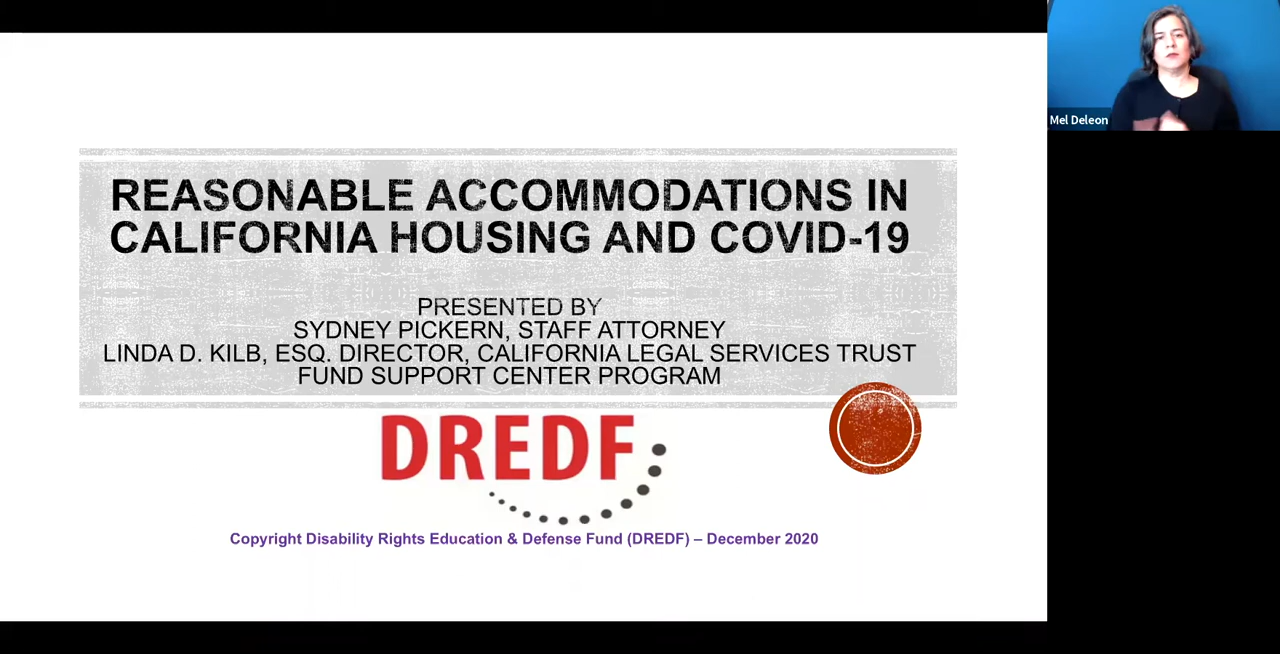 REASONABLE ACCOMMODATIONS IN
CALIFORNIA HOUSING AND COVID-19
PRESENTED BY
SYDNEY PICKERN, STAFF ATTORNEY
LINDA D. KILB, ESQ. DIRECTOR, CALIFORNIA LEGAL SERVICES TRUST
FUND SUPPORT CENTER PROGRAM
DREDF
Copyright Disability Rights Education & Defense Fund (DREDF) – December 2020
Mel Deleon